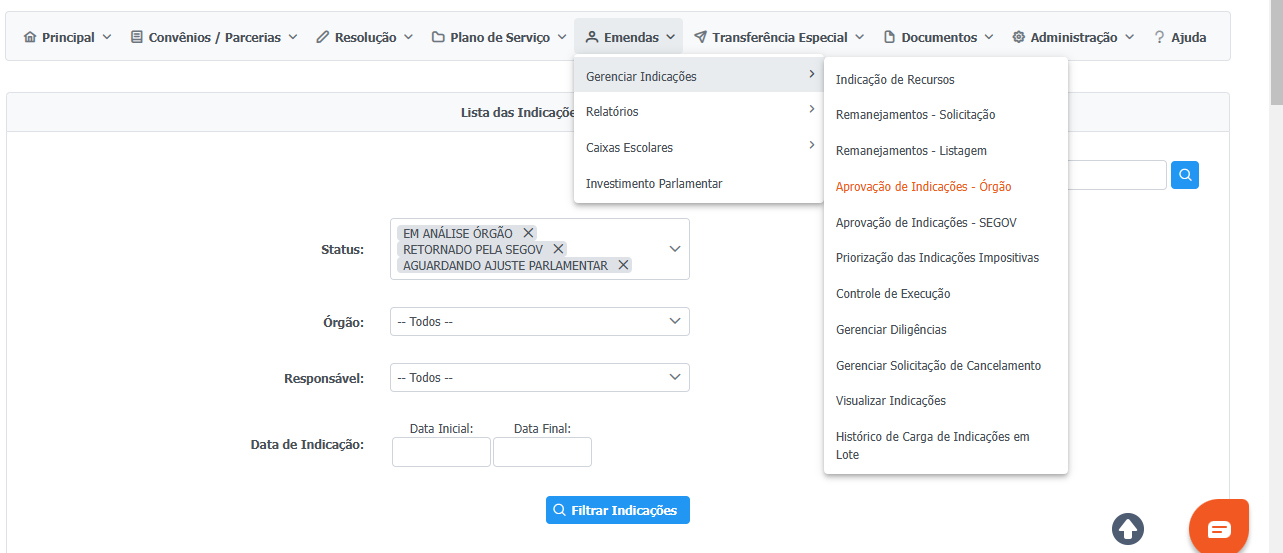 Principal
Convênios / Parcerias
Resolução
Plano de Serviço
Emendas
Transferência Especial
Documentos
Administração
Ajuda
Gerenciar Indicações
Relatórios
Caixas Escolares
Investimento Parlamentar
Indicação de Recursos
Remanejamentos - Solicitação
Remanejamentos - Listagem
Aprovação de Indicações - Órgão
Aprovação de Indicações - SEGOV
Priorização das Indicações Impositivas
Controle de Execução
Gerenciar Diligências
Gerenciar Solicitação de Cancelamento
Visualizar Indicações
Histórico de Carga de Indicações em
Lote
Lista das
Status:
EM ANÁLISE ÓRGÃO
RETORNADO PELA SEGOV
AGUARDANDO AJUSTE PARLAMENTAR
Órgão:
-- Todos --
Responsável:
-- Todos --
Data de Indicação:
Data Inicial:
Data Final:
Filtrar Indicações